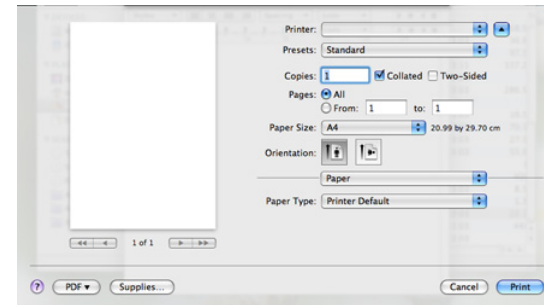 Printer:
Presets: Standard
Copies: 1 Collated Two-Sided
Pages: All
From: 1 to: 1
Paper Size: A4 20.99 by 29.70 cm
Orientation:
Paper
Paper Type: Printer Default
1 of 1
? PDF▼ Supplies... Cancel Print